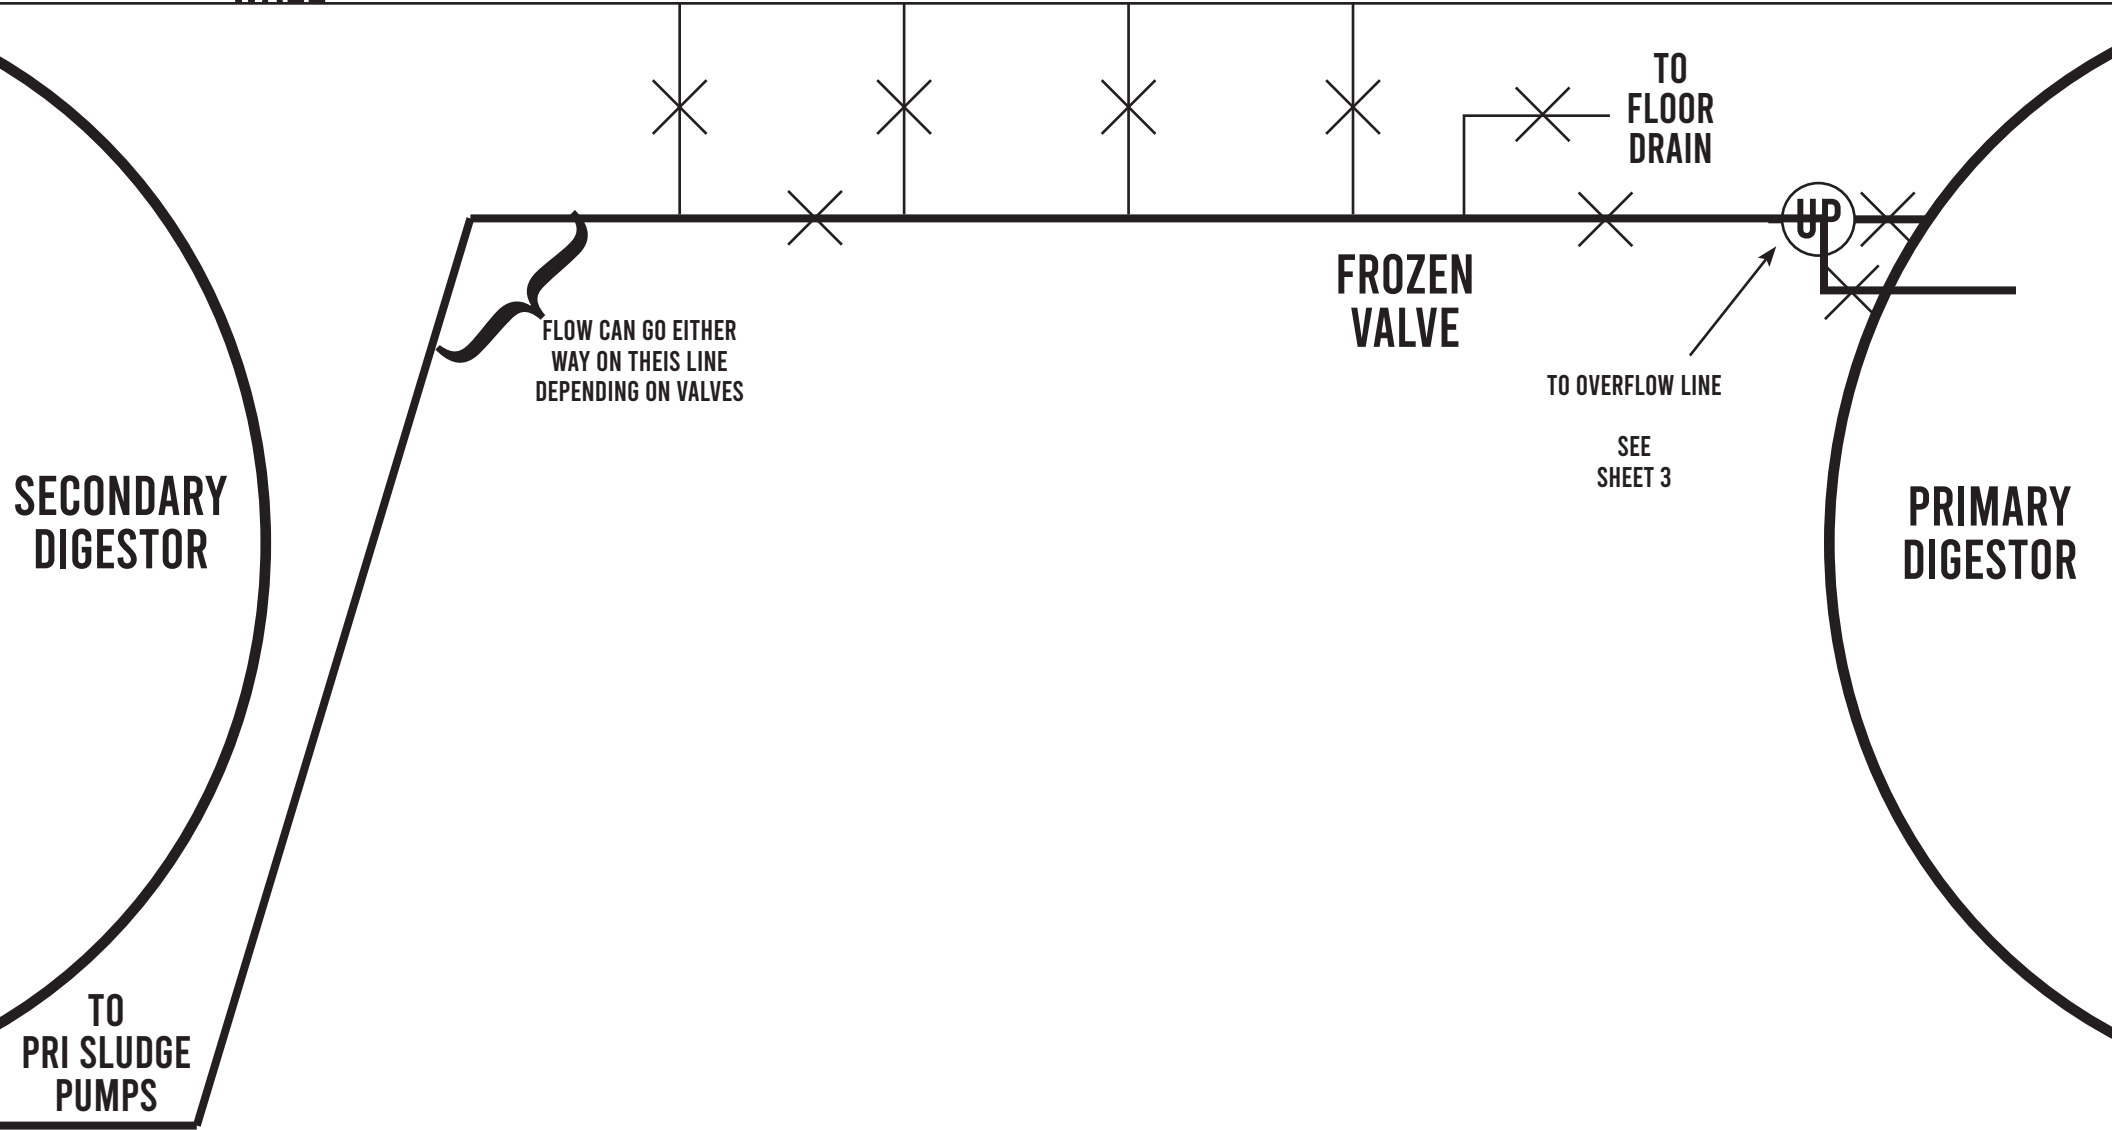 TO
FLOOR
DRAIN
UP
FROZEN
VALVE
FLOW CAN GO EITHER
WAY ON THEIS LINE
DEPENDING ON VALVES
TO OVERFLOW LINE
SEE
SHEET 3
SECONDARY
DIGESTOR
PRIMARY
DIGESTOR
TO
PRI SLUDGE
PUMPS